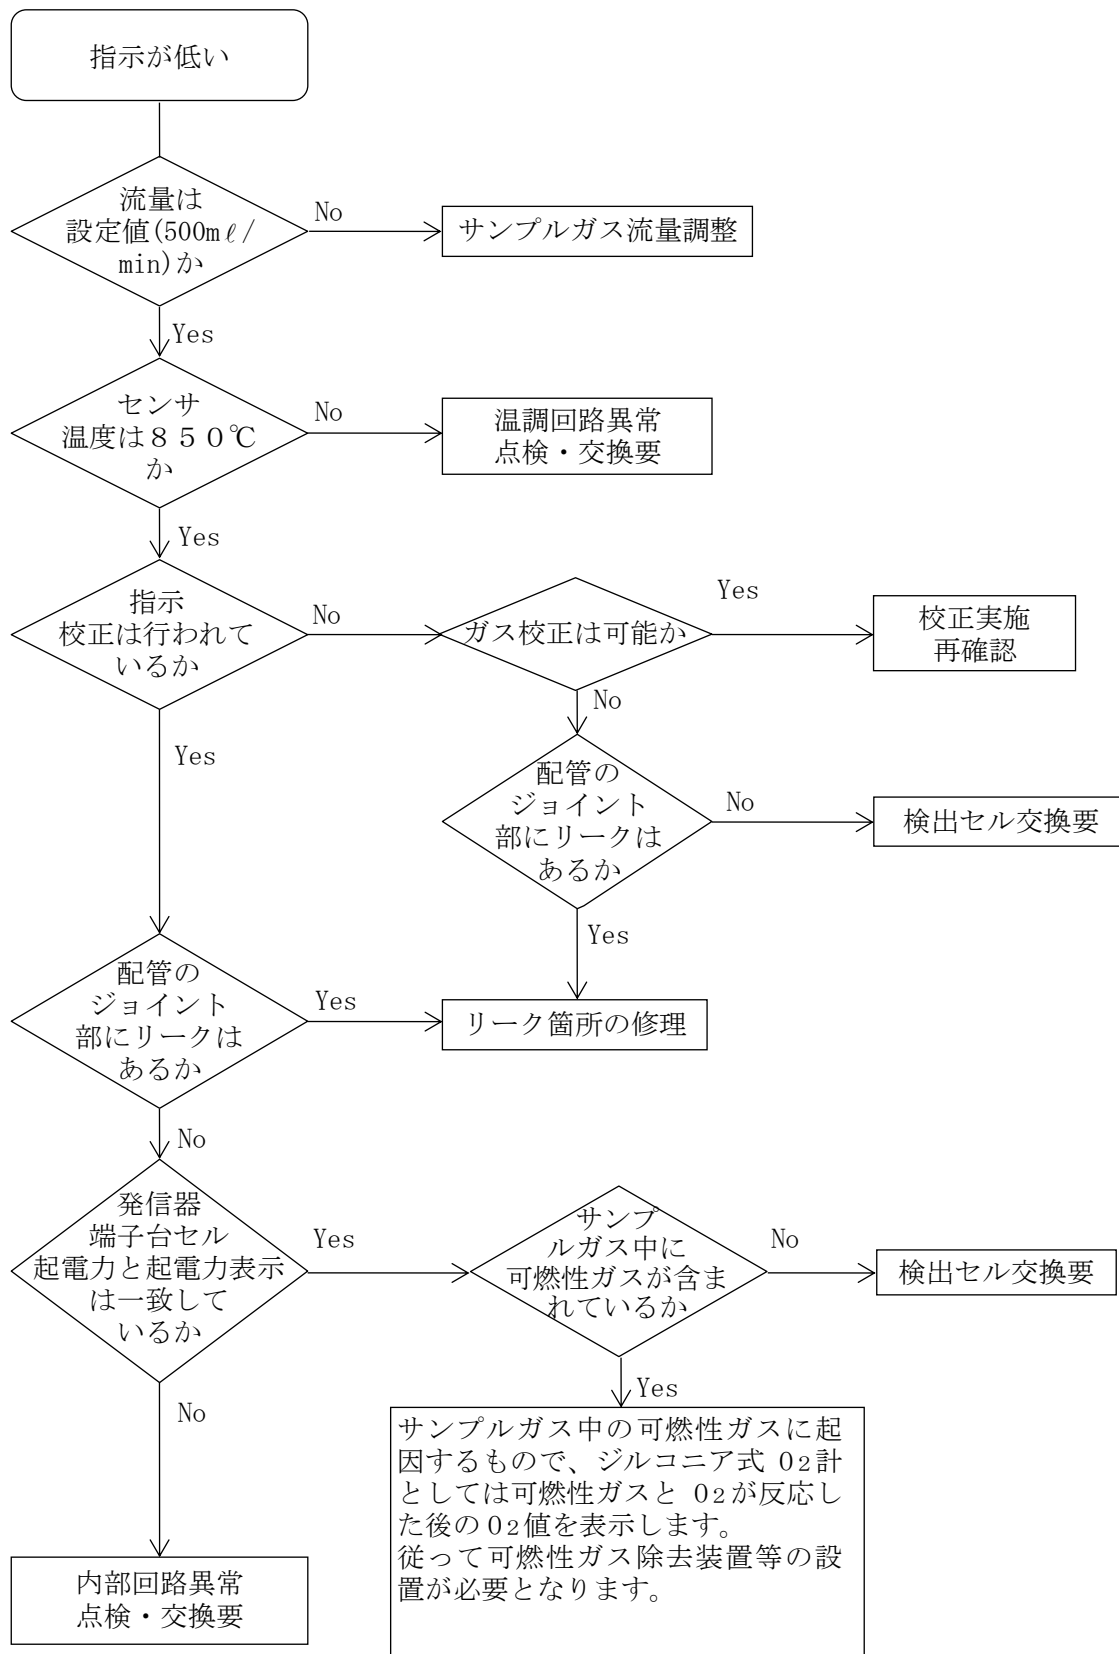 指示が低い
流量は
設定値(500mℓ/
min)か
No
サンプルガス流量調整
Yes
センサ
温度は８５０℃
か
No
温調回路異常
点検・交換要
Yes
指示
校正は行われて
いるか
No
ガス校正は可能か
Yes
校正実施
再確認
No
Yes
配管の
ジョイント
部にリークは
あるか
No
検出セル交換要
Yes
配管の
ジョイント
部にリークは
あるか
Yes
リーク箇所の修理
No
発信器
端子台セル
起電力と起電力表示
は一致して
いるか
Yes
サンプ
ルガス中に
可燃性ガスが含ま
れているか
No
検出セル交換要
Yes
No
サンプルガス中の可燃性ガスに起
因するもので、ジルコニア式 O₂計
としては可燃性ガスと O₂が反応し
た後のO₂値を表示します。
従って可燃性ガス除去装置等の設
置が必要となります。
内部回路異常
点検・交換要